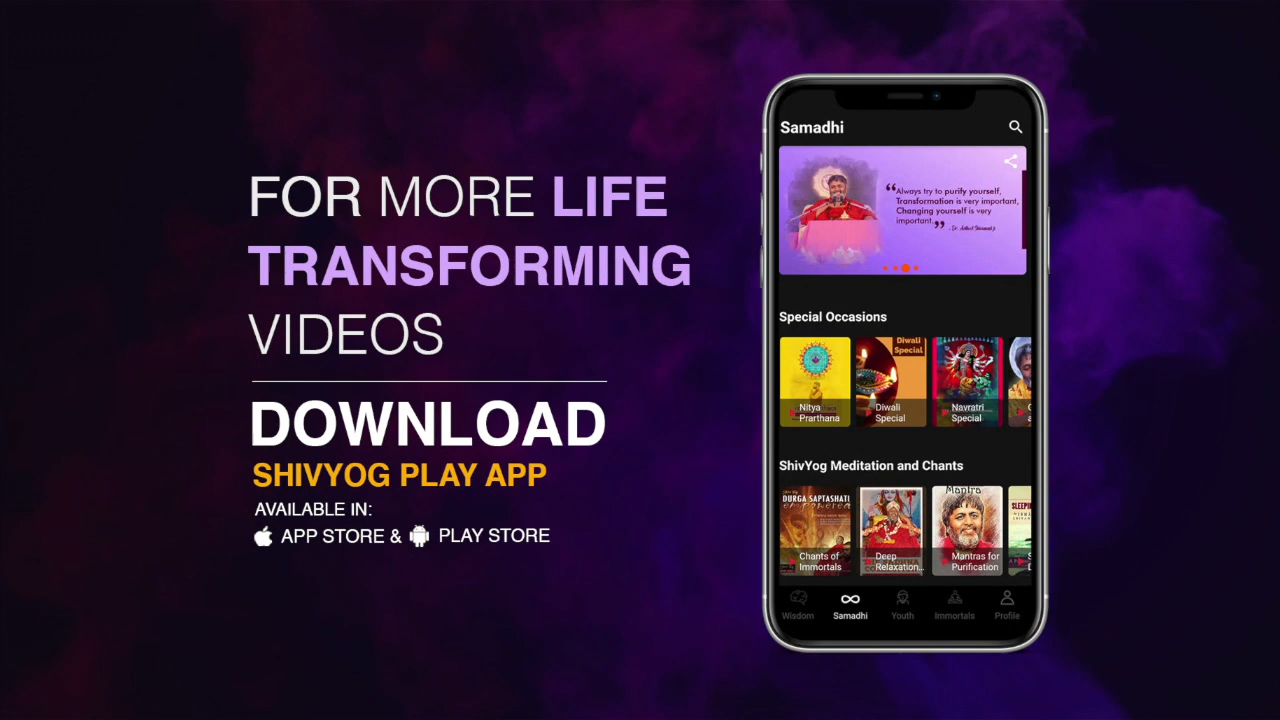 FOR MORE LIFE
TRANSFORMING
VIDEOS
DOWNLOAD
SHIVYOG PLAY APP
AVAILABLE IN:
APP STORE & PLAY STORE
Samadhi
“Always try to purify yourself,
Transformation is very important,
Changing yourself is very
important.”
Special Occasions
Diwali
Special
Nitya
Prarthana
Diwali
Special
Navratri
Special
ShivYog Meditation and Chants
DURGA SAPTASHATI
Mantra
Chants of
Immortals
Deep
Relaxation...
Mantras for
Purification
Wisdom
Samadhi
Youth
Immortals
Profile